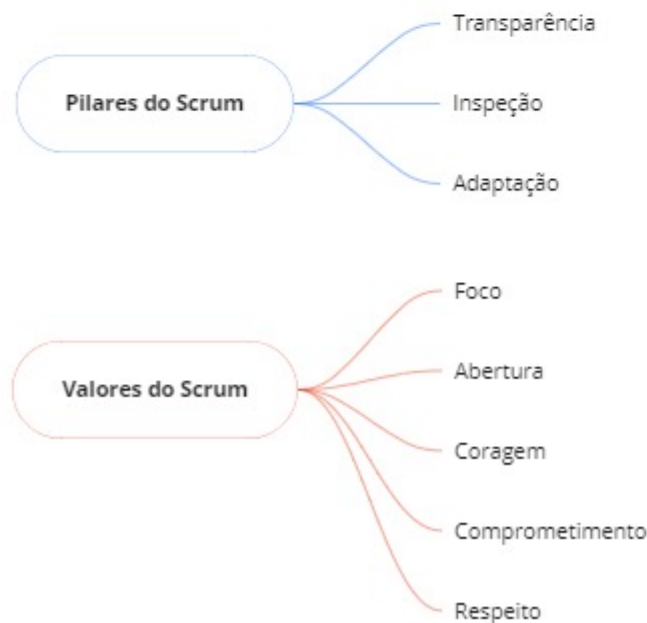 Pilares do Scrum
Transparência
Inspeção
Adaptação
Valores do Scrum
Foco
Abertura
Coragem
Comprometimento
Respeito